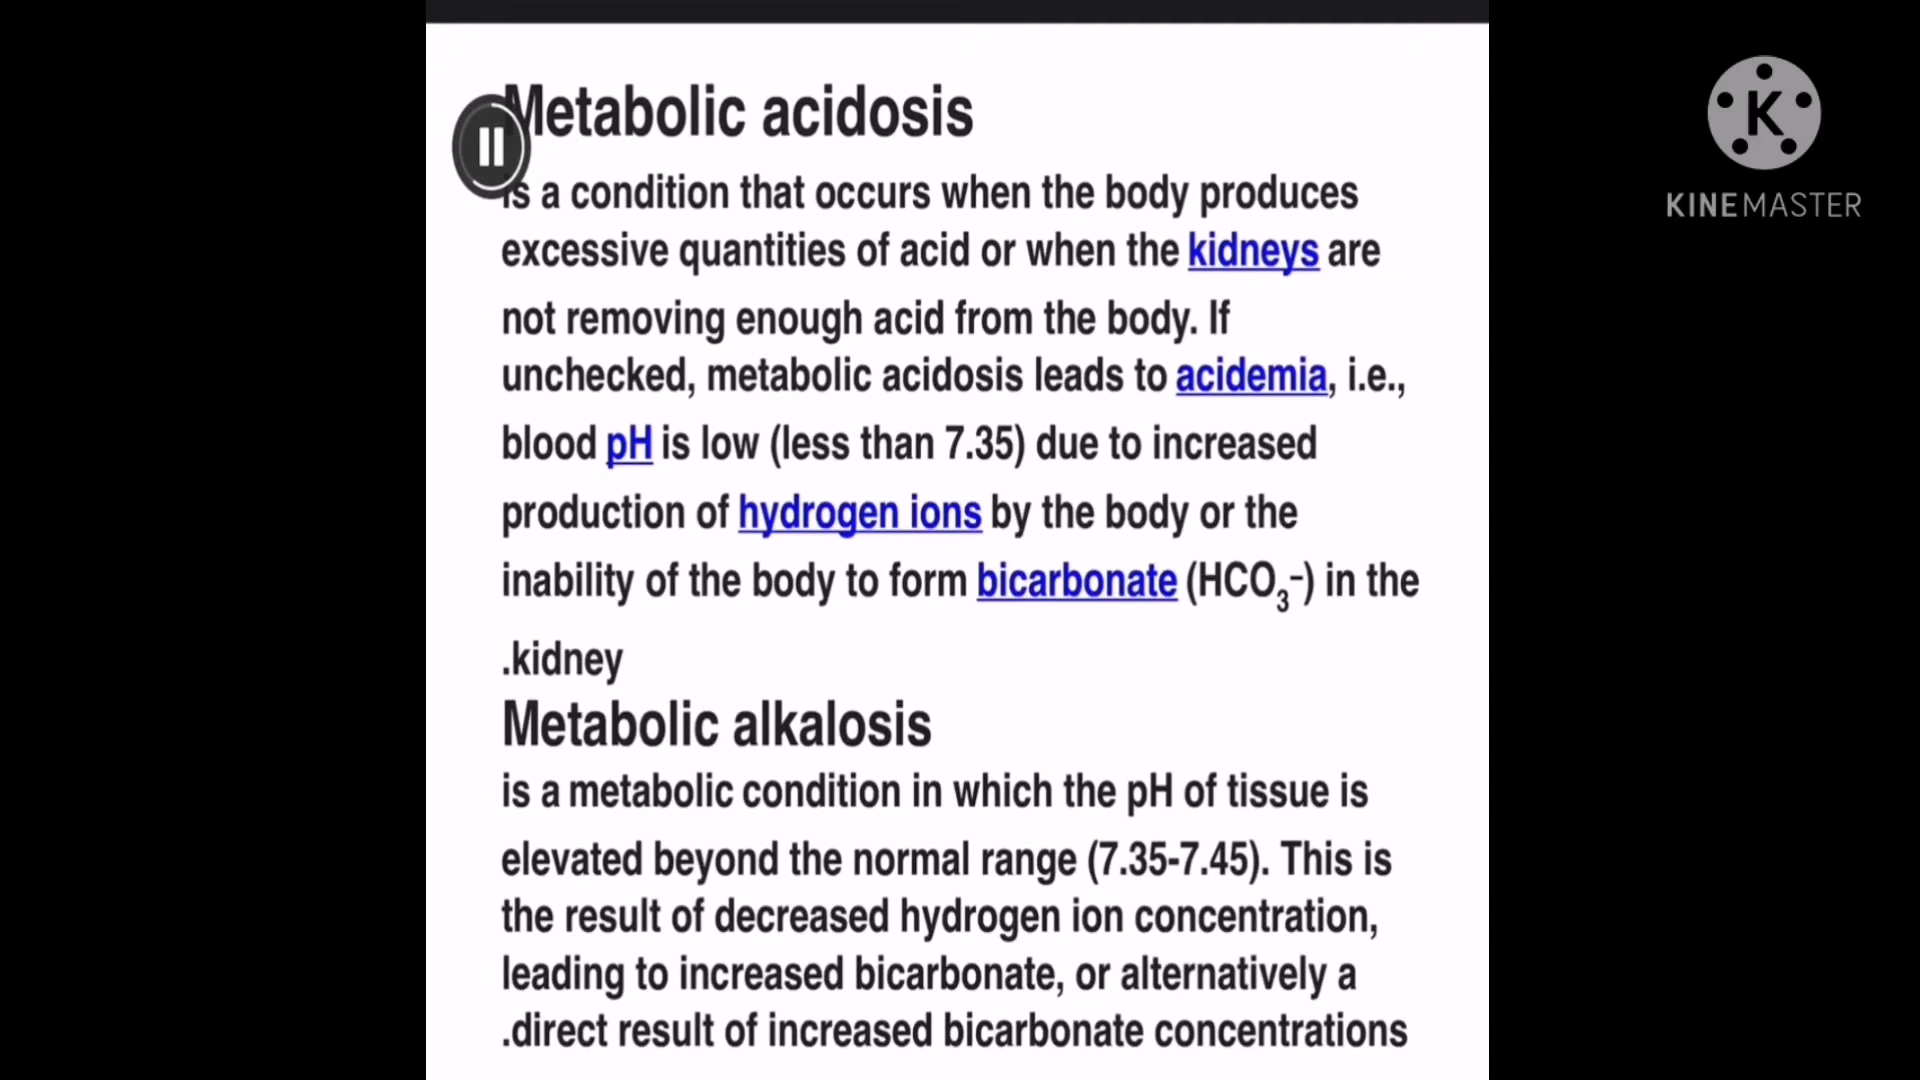 Metabolic acidosis
is a condition that occurs when the body produces
excessive quantities of acid or when the kidneys are
not removing enough acid from the body. If
unchecked, metabolic acidosis leads to acidemia, i.e.,
blood pH is low (less than 7.35) due to increased
production of hydrogen ions by the body or the
inability of the body to form bicarbonate (HCO₃⁻) in the
.kidney
Metabolic alkalosis
is a metabolic condition in which the pH of tissue is
elevated beyond the normal range (7.35-7.45). This is
the result of decreased hydrogen ion concentration,
leading to increased bicarbonate, or alternatively a
.direct result of increased bicarbonate concentrations
K
KINEMASTER